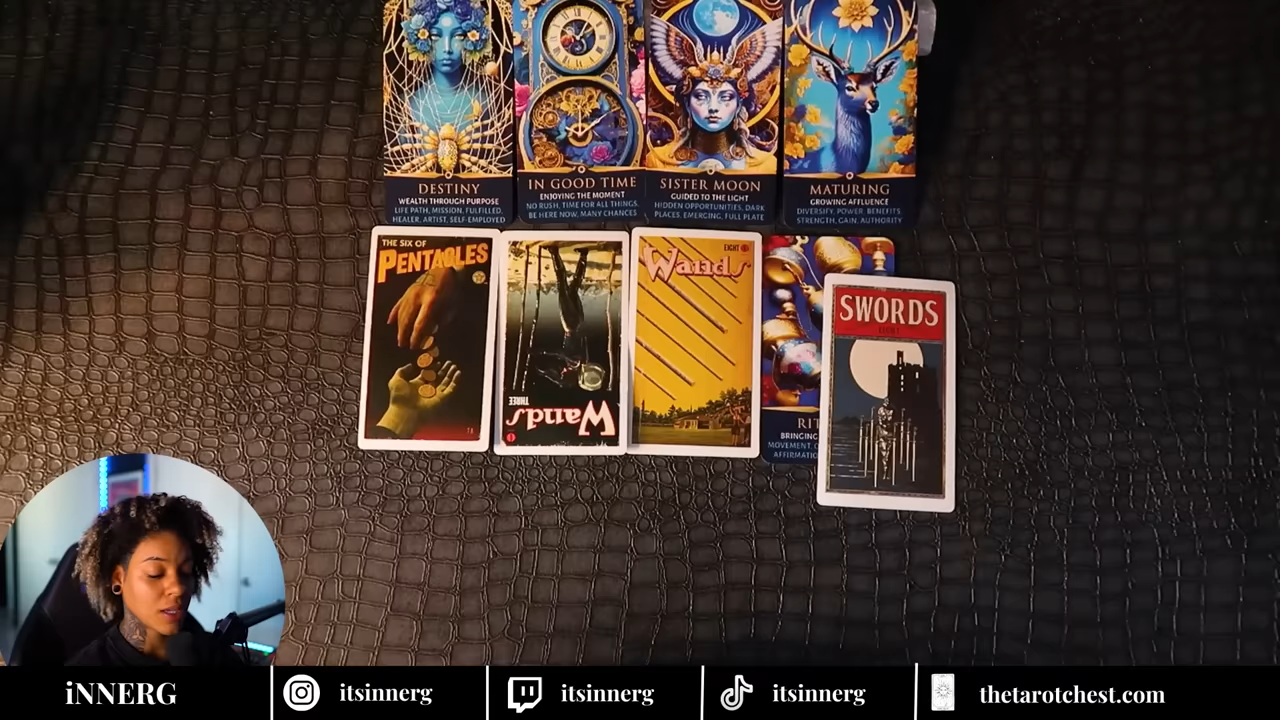 DESTINY
WEALTH THROUGH PURPOSE
LIFE PATH, MISSION, FULFILLED,
HEALER, ARTIST, SELF-EMPLOYED
IN GOOD TIME
ENJOYING THE MOMENT
NO RUSH, TIME FOR ALL THINGS,
BE HERE NOW, MANY CHANCES
SISTER MOON
GUIDED TO THE LIGHT
HIDDEN OPPORTUNITIES, DARK
PLACES, EMERGING, FULL PLATE
MATURING
GROWING AFFLUENCE
DIVERSITY, POWER, BENEFITS,
STRENGTH, GAIN, AUTHORITY
THE SIX OF
PENTACLES
THREE
Wands
EIGHT
Wands
BRINGING
MOVEMENT,
SWORDS
EIGHT
iNNERG
itsinnerg
itsinnerg
itsinnerg
thetarotchest.com